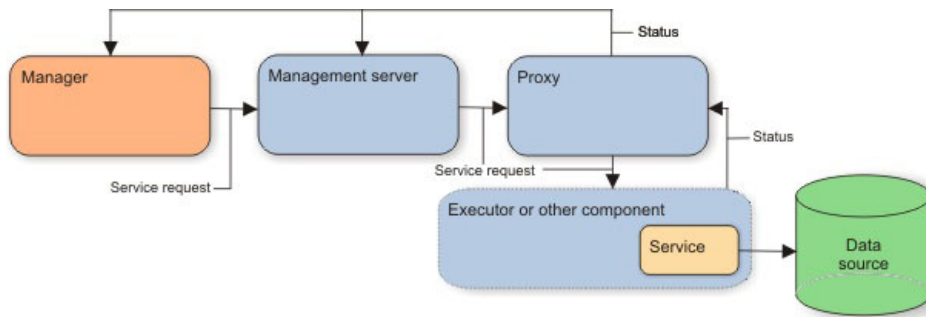 Status
Manager
Management server
Proxy
Status
Service request
Service request
Executor or other component
Service
Data
source